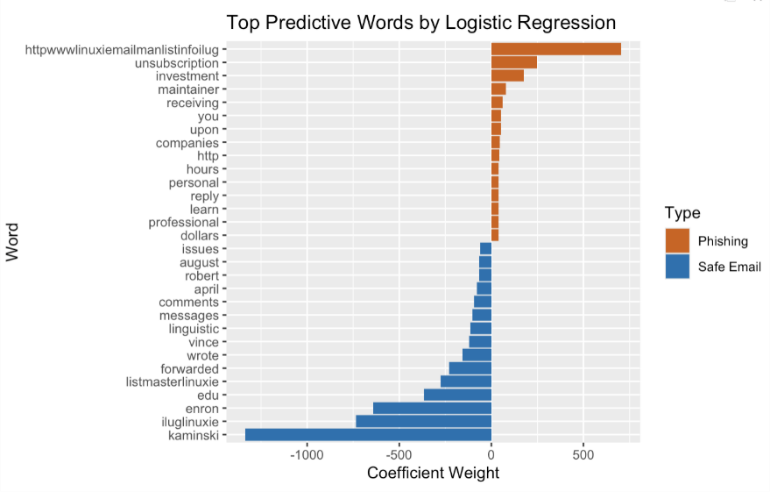 Top Predictive Words by Logistic Regression
httpwwwlinuxiemailmanlistinfoilug
unsubscription
investment
maintainer
receiving
you
upon
companies
http
hours
personal
reply
learn
professional
dollars
issues
august
robert
april
comments
messages
linguistic
vince
wrote
forwarded
listmasterlinuxie
edu
enron
iluglinuxie
kaminski
Word
-1000 -500 0 500
Coefficient Weight
Type
Phishing
Safe Email